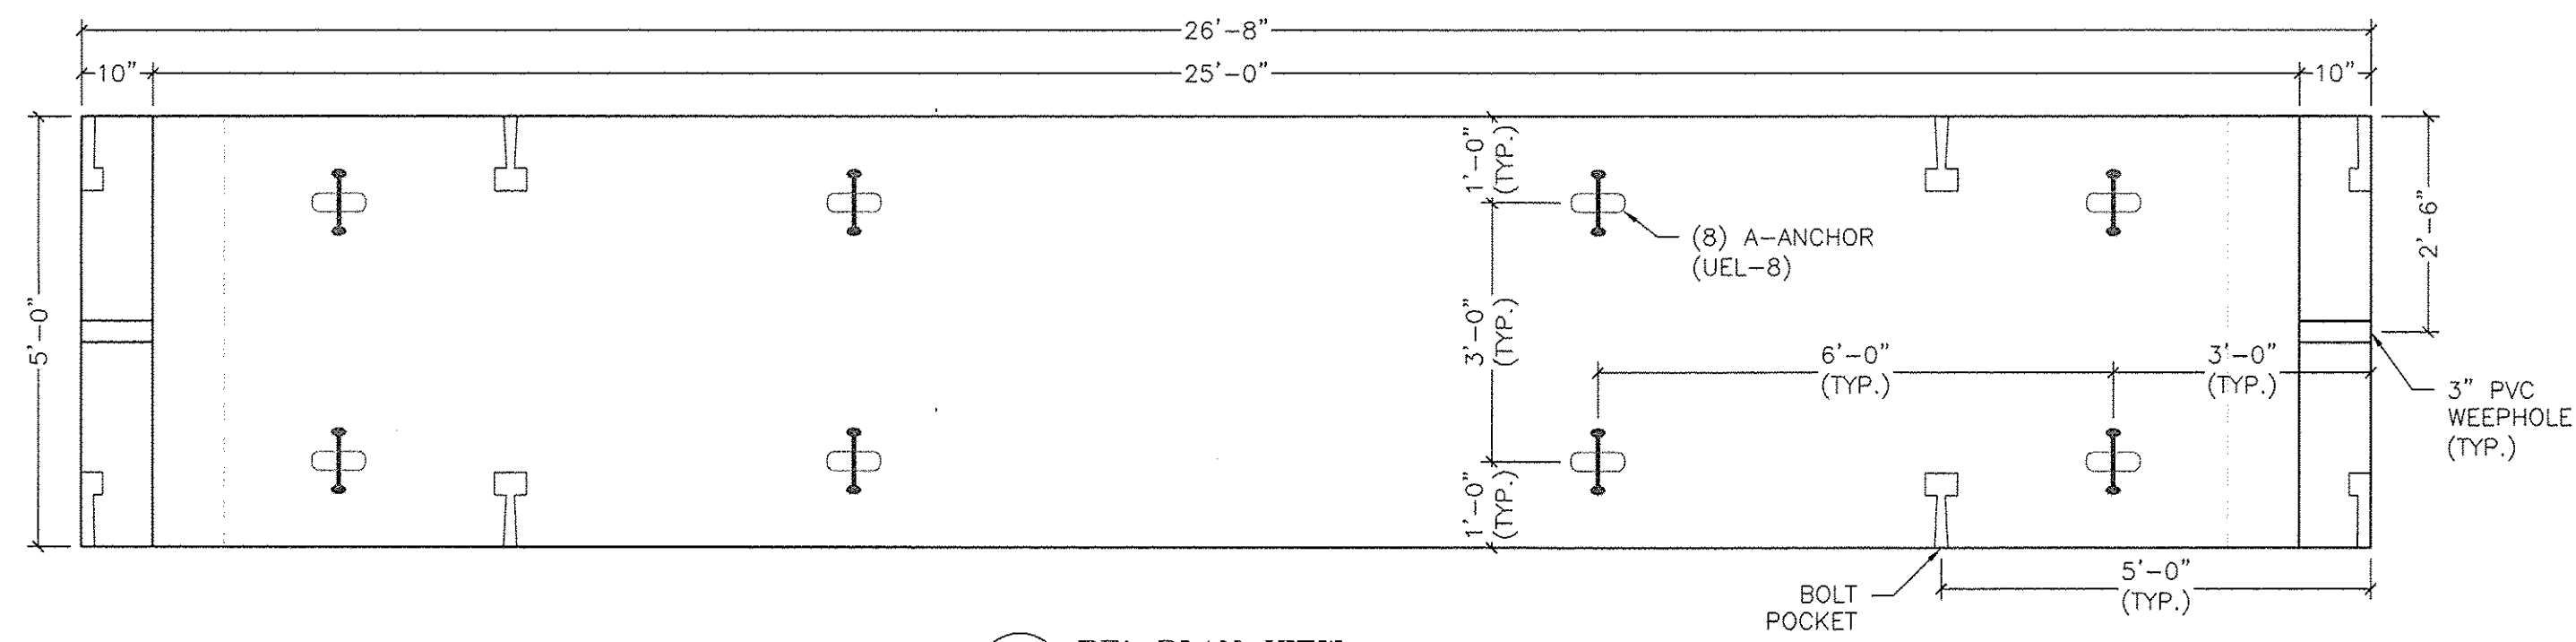 26'-8"
10"
25'-0"
10"
1'-0"
(TYP.)
2'-6"
(8) A-ANCHOR
(UEL-8)
5'-0"
3'-0"
(TYP.)
6'-0"
(TYP.)
3'-0"
(TYP.)
3" PVC
WEEPHOLE
(TYP.)
1'-0"
(TYP.)
5'-0"
(TYP.)
BOLT
POCKET
PLAN VIEW